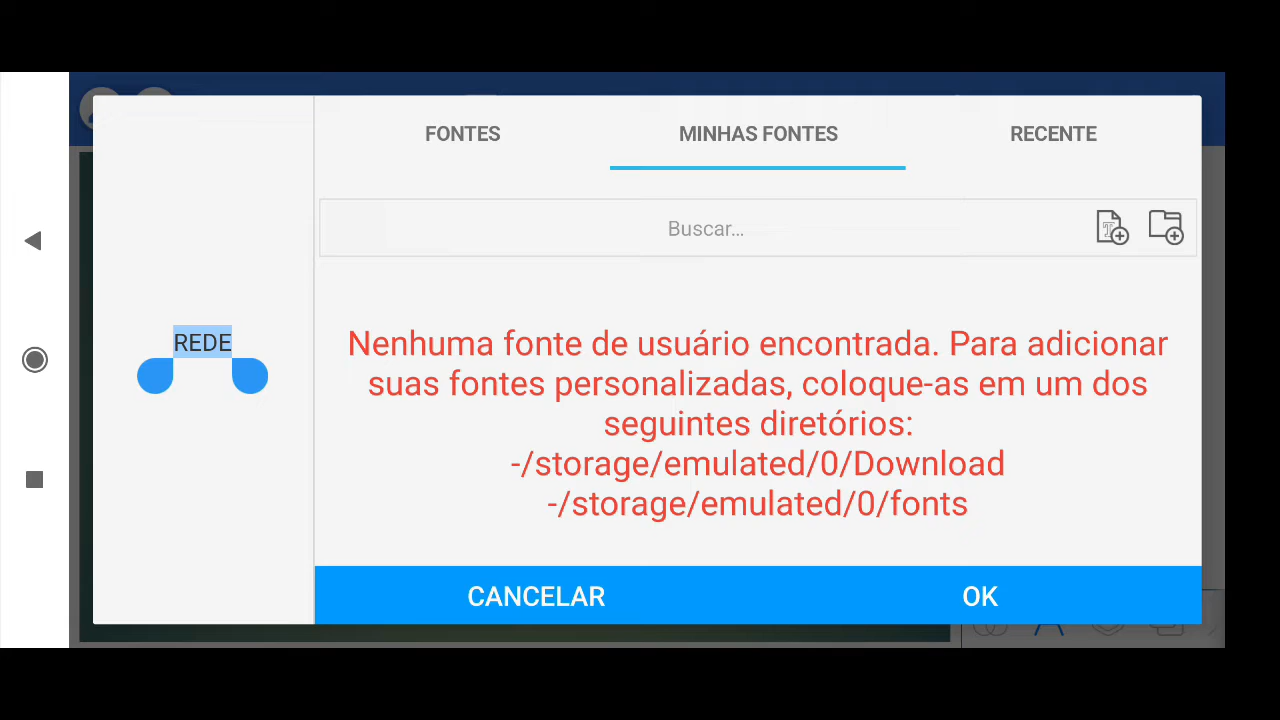 FONTES
MINHAS FONTES
RECENTE
Buscar...
REDE
Nenhuma fonte de usuário encontrada. Para adicionar
suas fontes personalizadas, coloque-as em um dos
seguintes diretórios:
-/storage/emulated/0/Download
-/storage/emulated/0/fonts
CANCELAR
OK